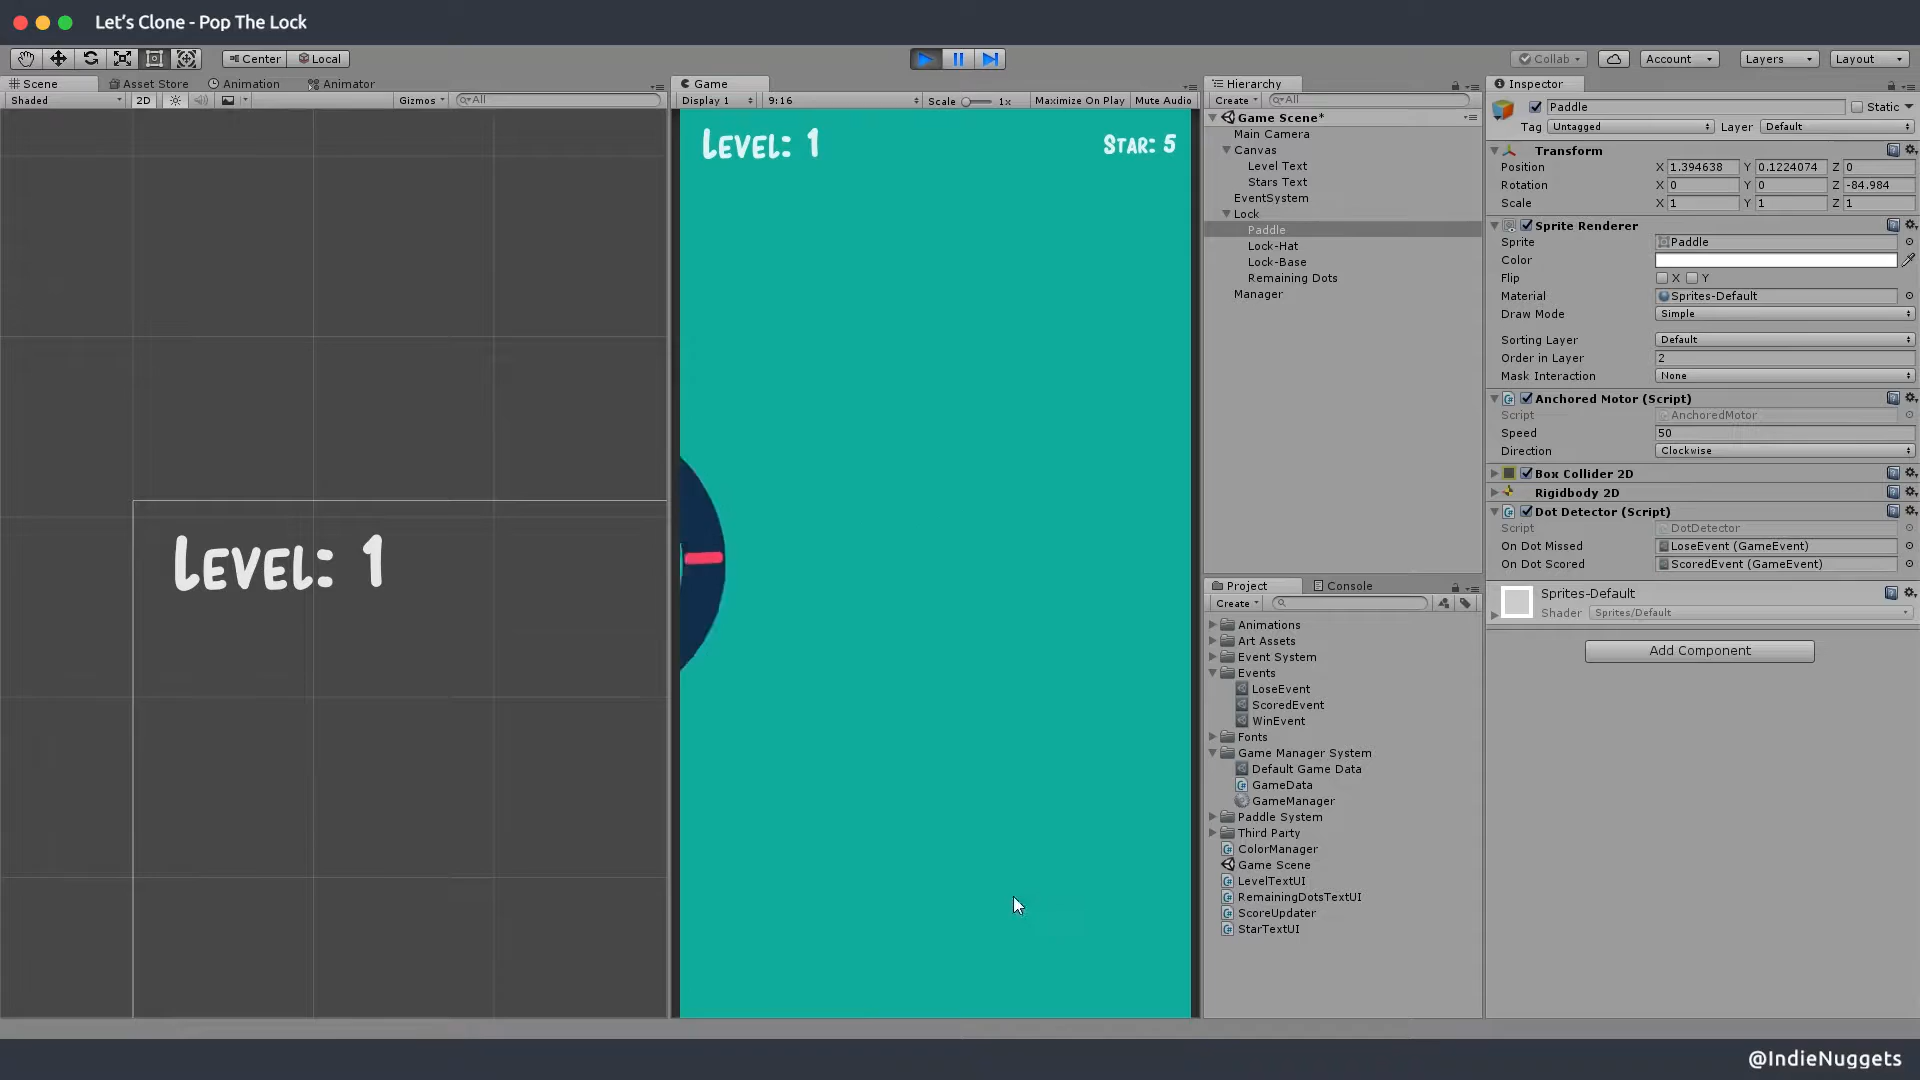 Let's Clone - Pop The Lock
Center
Local
Collab
Account
Layers
Layout
Scene
Asset Store
Animation
Animator
Game
Hierarchy
Inspector
Shaded
2D
Gizmos
All
Display 1
9:16
Scale
1x
Maximize On Play
Mute Audio
Create
All
Level: 1
Star: 5
Level: 1
Game Scene*
Main Camera
Canvas
Level Text
Stars Text
EventSystem
Lock
Paddle
Lock-Hat
Lock-Base
Remaining Dots
Manager
Project
Console
Create
Animations
Art Assets
Event System
Events
LoseEvent
ScoredEvent
WinEvent
Fonts
Game Manager System
Default Game Data
GameData
GameManager
Paddle System
Third Party
ColorManager
Game Scene
LevelTextUI
RemainingDotsTextUI
ScoreUpdater
StarTextUI
Paddle
Static
Tag Untagged Layer Default
Transform
Position X 1.394638 Y 0.1224074 Z 0
Rotation X 0 Y 0 Z -84.984
Scale X 1 Y 1 Z 1
Sprite Renderer
Sprite Paddle
Color
Flip X Y
Material Sprites-Default
Draw Mode Simple
Sorting Layer Default
Order in Layer 2
Mask Interaction None
Anchored Motor (Script)
Script AnchoredMotor
Speed 50
Direction Clockwise
Box Collider 2D
Rigidbody 2D
Dot Detector (Script)
Script DotDetector
On Dot Missed LoseEvent (GameEvent)
On Dot Scored ScoredEvent (GameEvent)
Sprites-Default
Shader Sprites/Default
Add Component
@IndieNuggets